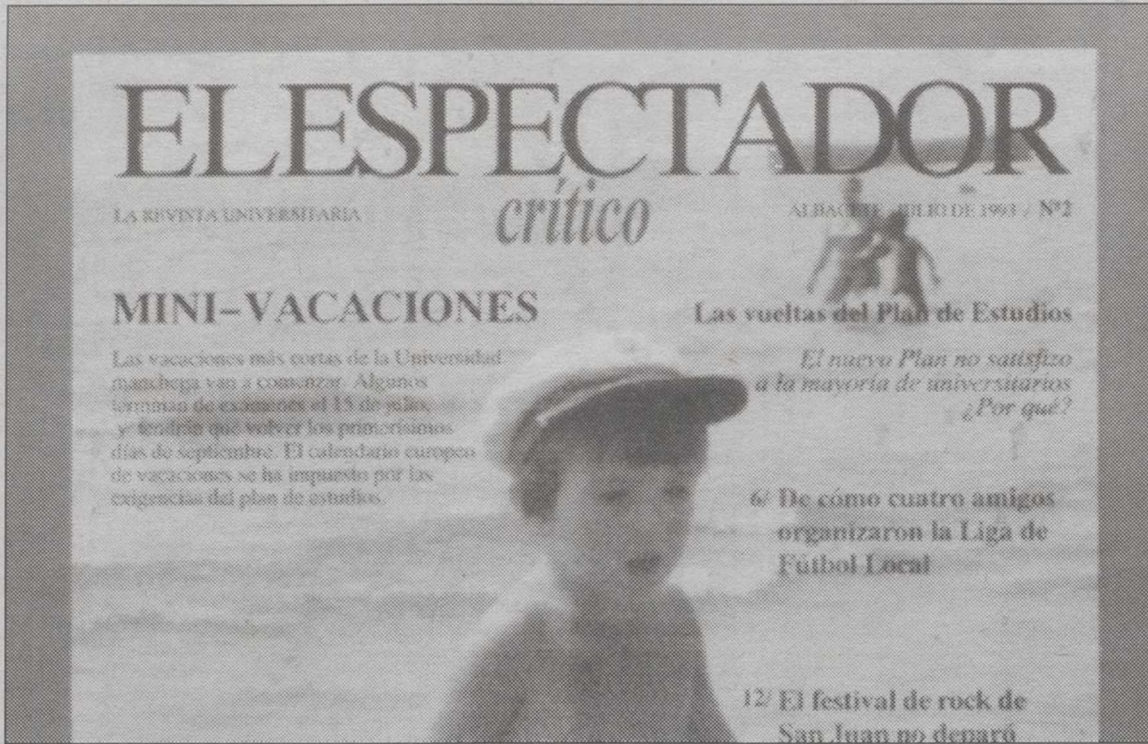 EL ESPECTADOR
crítico
LA REVISTA UNIVERSITARIA
ALBACETE, JULIO DE 1993 / Nº2
MINI-VACACIONES
Las vacaciones más cortas de la Universidad
manchega van a comenzar. Algunos
terminan de exámenes el 15 de julio,
y tendrán que volver los primerísimos
días de septiembre. El calendario europeo
de vacaciones se ha impuesto por las
exigencias del plan de estudios.
Las vueltas del Plan de Estudios
El nuevo Plan no satisfizo
a la mayoría de universitarios
¿Por qué?
6/ De cómo cuatro amigos
organizaron la Liga de
Fútbol Local
12/ El festival de rock de
San Juan no deparó